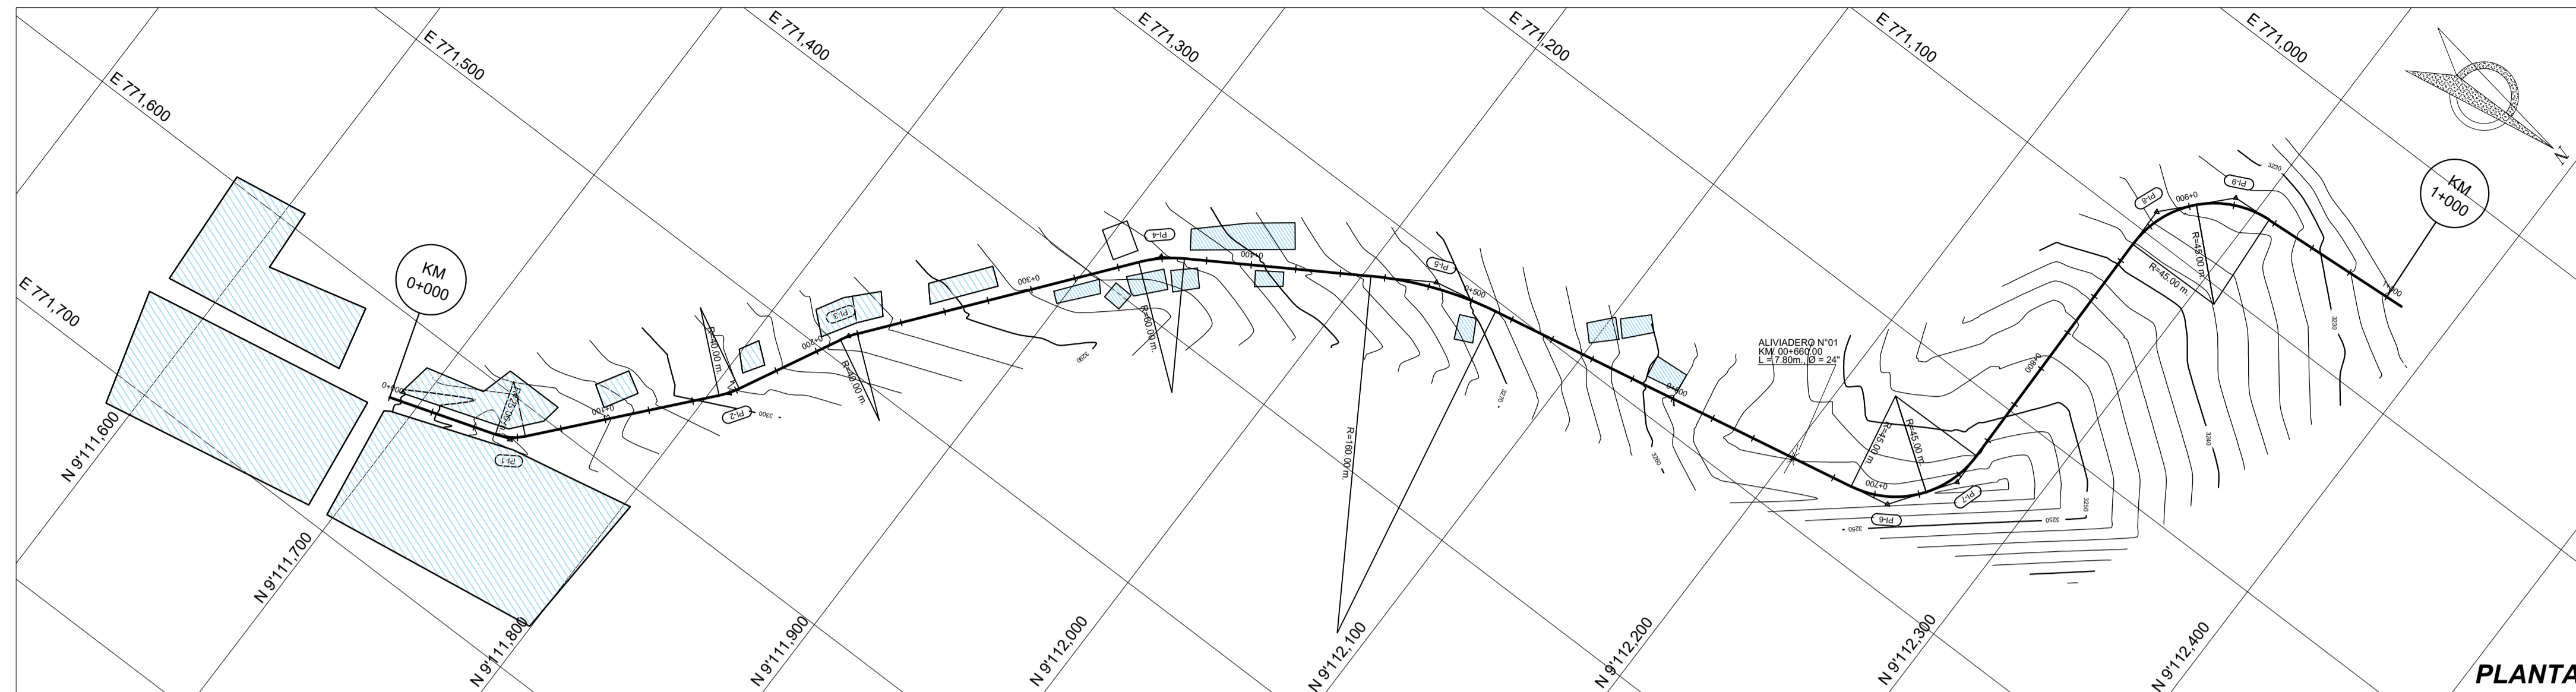 E 771,600
E 771,500
E 771,400
E 771,300
E 771,200
E 771,100
E 771,000
E 771,700
N
KM
0+000
KM
1+000
0+000
PI-1
0+100
R=40.00 m.
PI-2
3300
0+200
PI-3
R=40.00 m.
0+300
3290
PI-4
R=60.00 m.
0+400
R=160.00 m.
PI-5
0+500
3270
3260
ALIVIADERO N°01
KM. 00+660.00
L = 7.80m., Ø = 24"
R=45.00 m.
R=45.00 m.
0+700
PI-6
PI-7
3250
3250
3250
0+800
R=45.00 m.
R=45.00 m.
PI-8
0+900
PI-9
3230
3230
3240
N 9'111,600
N 9'111,700
N 9'111,800
N 9'111,900
N 9'112,000
N 9'112,100
N 9'112,200
N 9'112,300
N 9'112,400
PLANTA